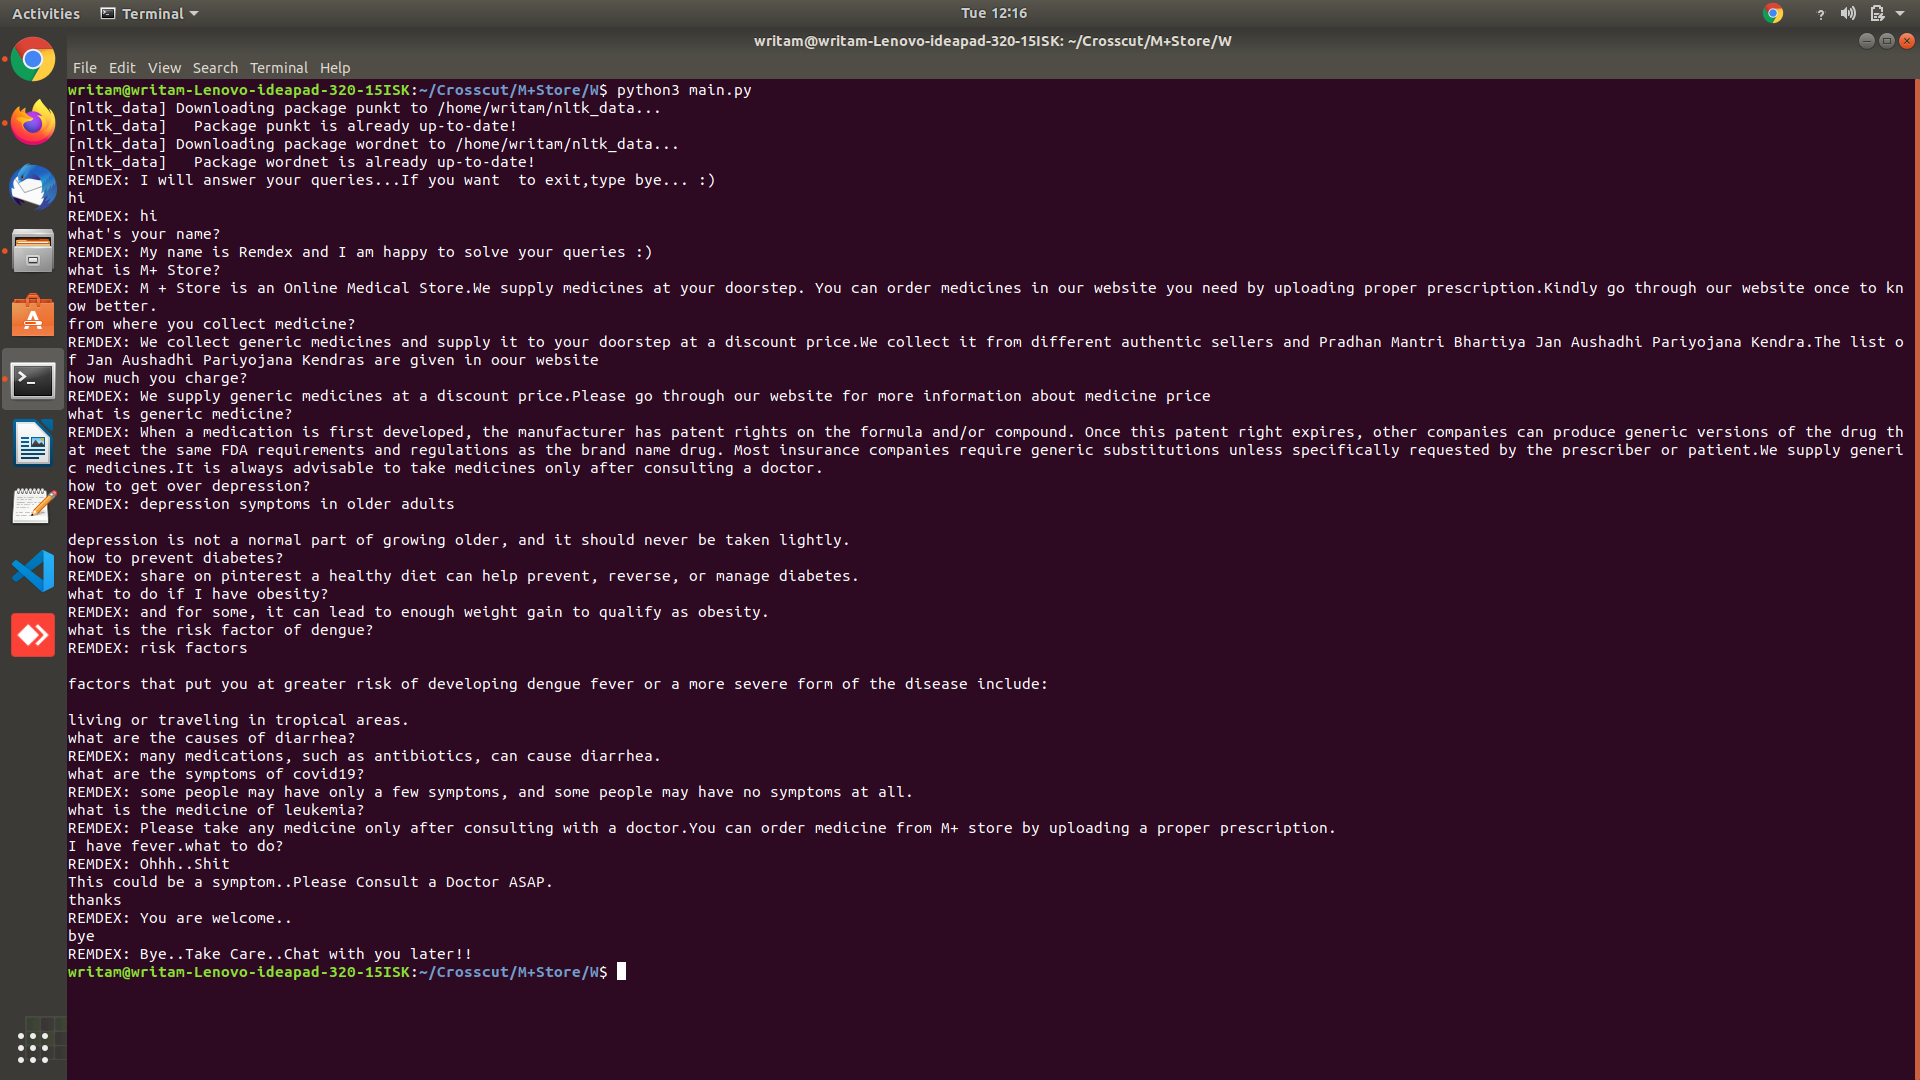 Activities
Terminal
Tue 12:16
?
writam@writam-Lenovo-ideapad-320-15ISK: ~/Crosscut/M+Store/W
File Edit View Search Terminal Help
writam@writam-Lenovo-ideapad-320-15ISK:~/Crosscut/M+Store/W$ python3 main.py
[nltk_data] Downloading package punkt to /home/writam/nltk_data...
[nltk_data]   Package punkt is already up-to-date!
[nltk_data] Downloading package wordnet to /home/writam/nltk_data...
[nltk_data]   Package wordnet is already up-to-date!
REMDEX: I will answer your queries...If you want  to exit,type bye... :)
hi
REMDEX: hi
what's your name?
REMDEX: My name is Remdex and I am happy to solve your queries :)
what is M+ Store?
REMDEX: M + Store is an Online Medical Store.We supply medicines at your doorstep. You can order medicines in our website you need by uploading proper prescription.Kindly go through our website once to kn
ow better.
from where you collect medicine?
REMDEX: We collect generic medicines and supply it to your doorstep at a discount price.We collect it from different authentic sellers and Pradhan Mantri Bhartiya Jan Aushadhi Pariyojana Kendra.The list o
f Jan Aushadhi Pariyojana Kendras are given in oour website
how much you charge?
REMDEX: We supply generic medicines at a discount price.Please go through our website for more information about medicine price
what is generic medicine?
REMDEX: When a medication is first developed, the manufacturer has patent rights on the formula and/or compound. Once this patent right expires, other companies can produce generic versions of the drug th
at meet the same FDA requirements and regulations as the brand name drug. Most insurance companies require generic substitutions unless specifically requested by the prescriber or patient.We supply generi
c medicines.It is always advisable to take medicines only after consulting a doctor.
how to get over depression?
REMDEX: depression symptoms in older adults
depression is not a normal part of growing older, and it should never be taken lightly.
how to prevent diabetes?
REMDEX: share on pinterest a healthy diet can help prevent, reverse, or manage diabetes.
what to do if I have obesity?
REMDEX: and for some, it can lead to enough weight gain to qualify as obesity.
what is the risk factor of dengue?
REMDEX: risk factors
factors that put you at greater risk of developing dengue fever or a more severe form of the disease include:
living or traveling in tropical areas.
what are the causes of diarrhea?
REMDEX: many medications, such as antibiotics, can cause diarrhea.
what are the symptoms of covid19?
REMDEX: some people may have only a few symptoms, and some people may have no symptoms at all.
what is the medicine of leukemia?
REMDEX: Please take any medicine only after consulting with a doctor.You can order medicine from M+ store by uploading a proper prescription.
I have fever.what to do?
REMDEX: Ohhh..Shit
This could be a symptom..Please Consult a Doctor ASAP.
thanks
REMDEX: You are welcome..
bye
REMDEX: Bye..Take Care..Chat with you later!!
writam@writam-Lenovo-ideapad-320-15ISK:~/Crosscut/M+Store/W$